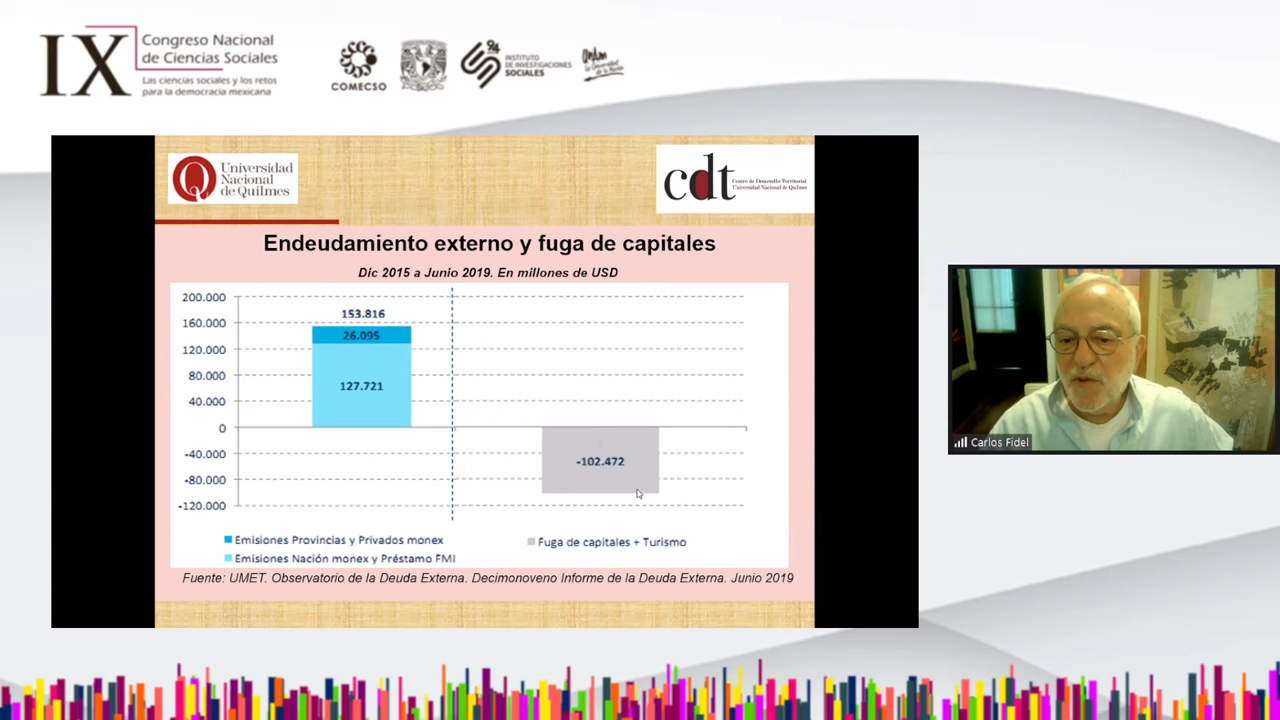 IX
Congreso Nacional
de Ciencias Sociales
Las ciencias sociales y los retos
para la democracia mexicana
COMECSO
INSTITUTO
DE INVESTIGACIONES
SOCIALES
Universidad
Nacional
de Quilmes
cdt
Centro de Desarrollo Territorial
Universidad Nacional de Quilmes
Endeudamiento externo y fuga de capitales
Dic 2015 a Junio 2019. En millones de USD
200.000
160.000
120.000
80.000
40.000
0
-40.000
-80.000
-120.000
153.816
26.095
127.721
-102.472
Emisiones Provincias y Privados monex
Emisiones Nación monex y Préstamo FMI
Fuga de capitales + Turismo
Fuente: UMET. Observatorio de la Deuda Externa. Decimonoveno Informe de la Deuda Externa. Junio 2019
Carlos Fidel